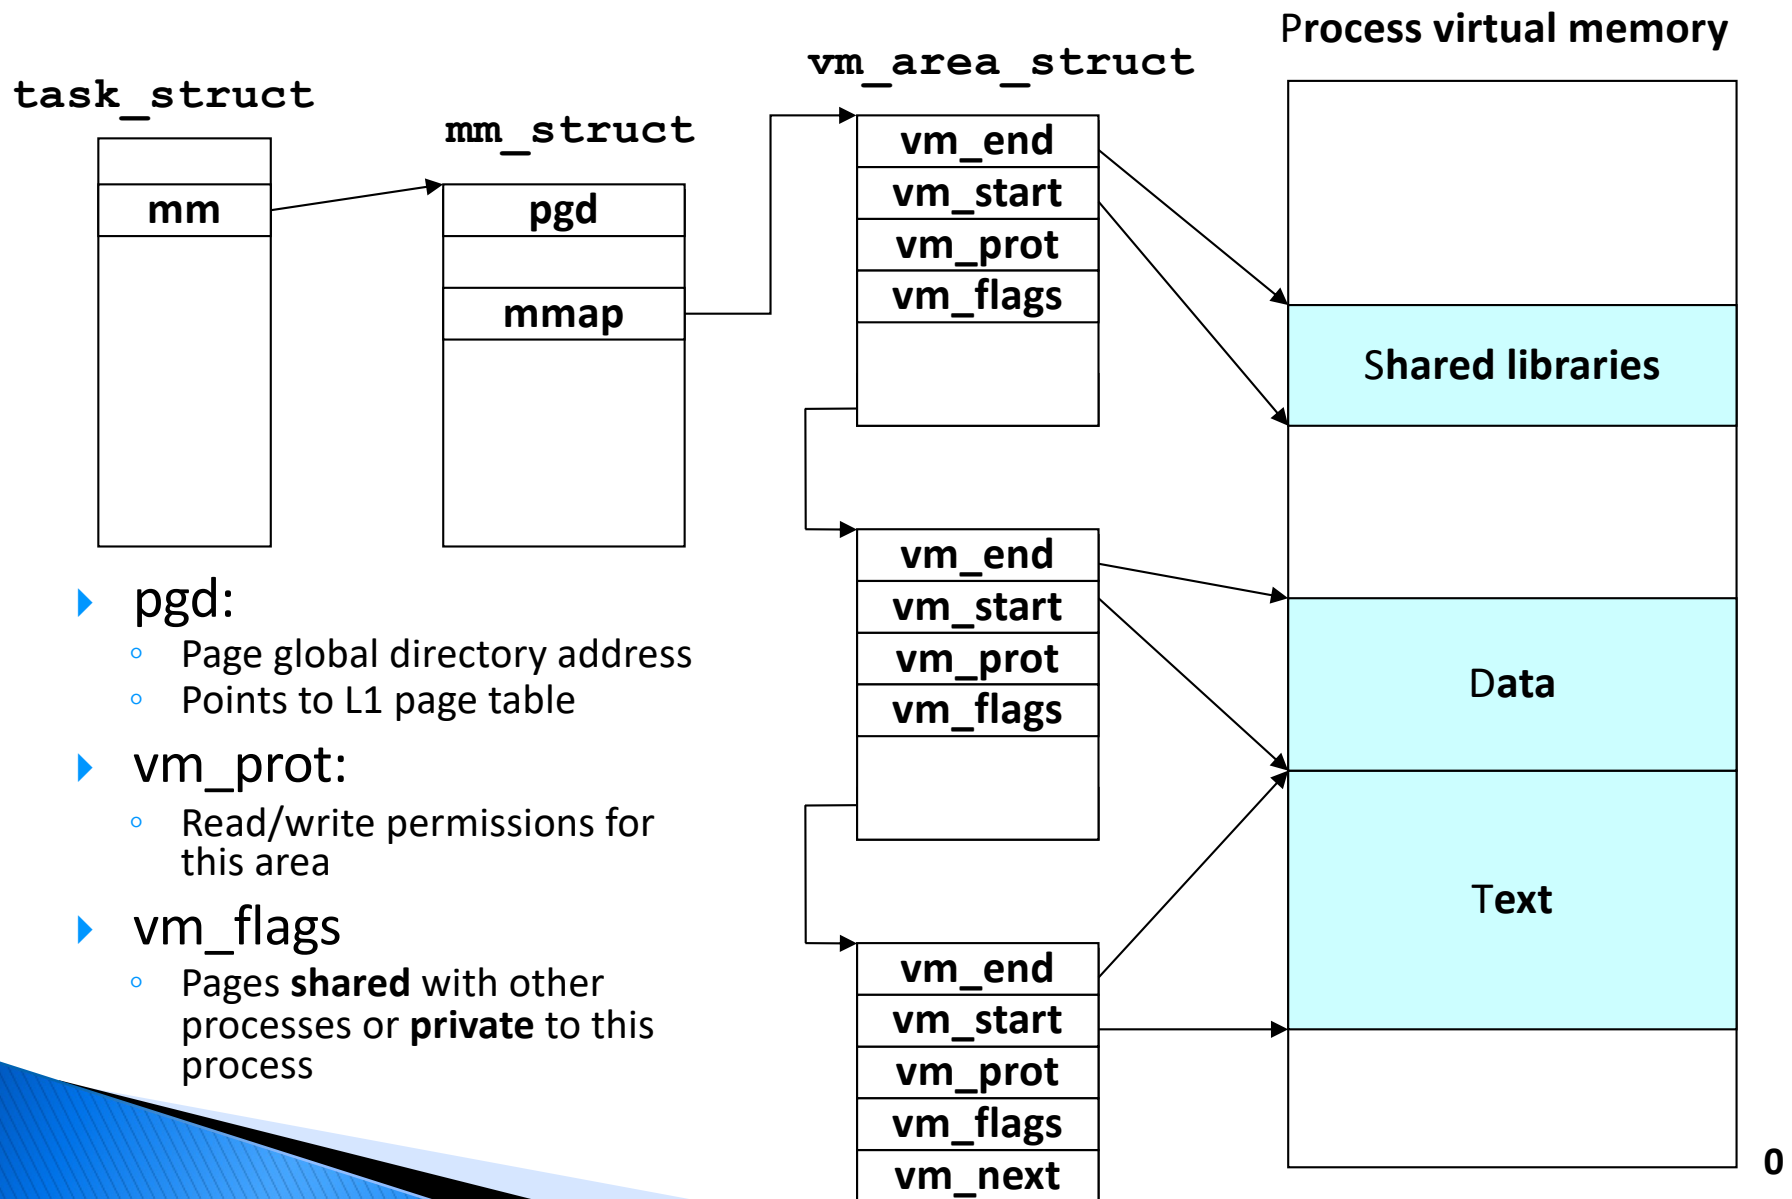 Process virtual memory
vm_area_struct
task_struct
mm_struct
mm
pgd
mmap
vm_end
vm_start
vm_prot
vm_flags
Shared libraries
vm_end
vm_start
vm_prot
vm_flags
Data
Text
vm_end
vm_start
vm_prot
vm_flags
vm_next
0
pgd:
Page global directory address
Points to L1 page table
vm_prot:
Read/write permissions for
this area
vm_flags
Pages shared with other
processes or private to this
process